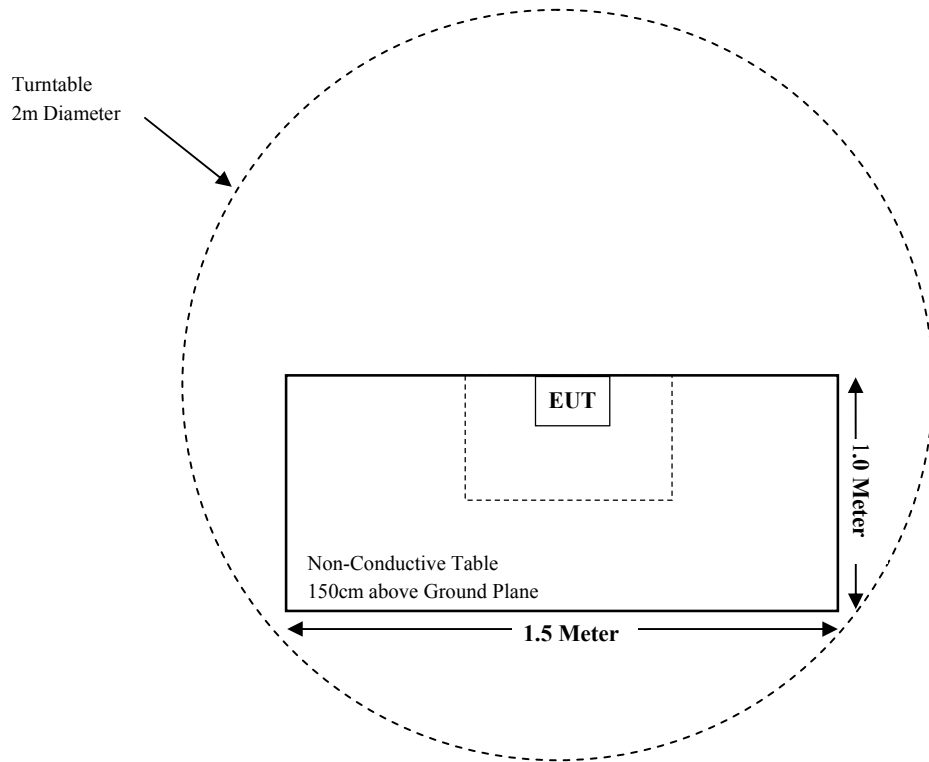 Turntable
2m Diameter
EUT
1.0 Meter
Non-Conductive Table
150cm above Ground Plane
1.5 Meter